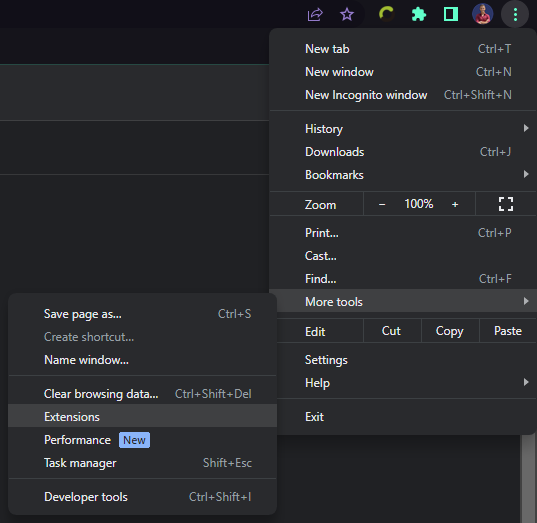 New tab Ctrl+T
New window Ctrl+N
New Incognito window Ctrl+Shift+N
History
Downloads Ctrl+J
Bookmarks
Zoom − 100% +
Print... Ctrl+P
Cast...
Find... Ctrl+F
More tools
Edit Cut Copy Paste
Settings
Help
Exit
Save page as... Ctrl+S
Create shortcut...
Name window...
Clear browsing data... Ctrl+Shift+Del
Extensions
Performance New
Task manager Shift+Esc
Developer tools Ctrl+Shift+I